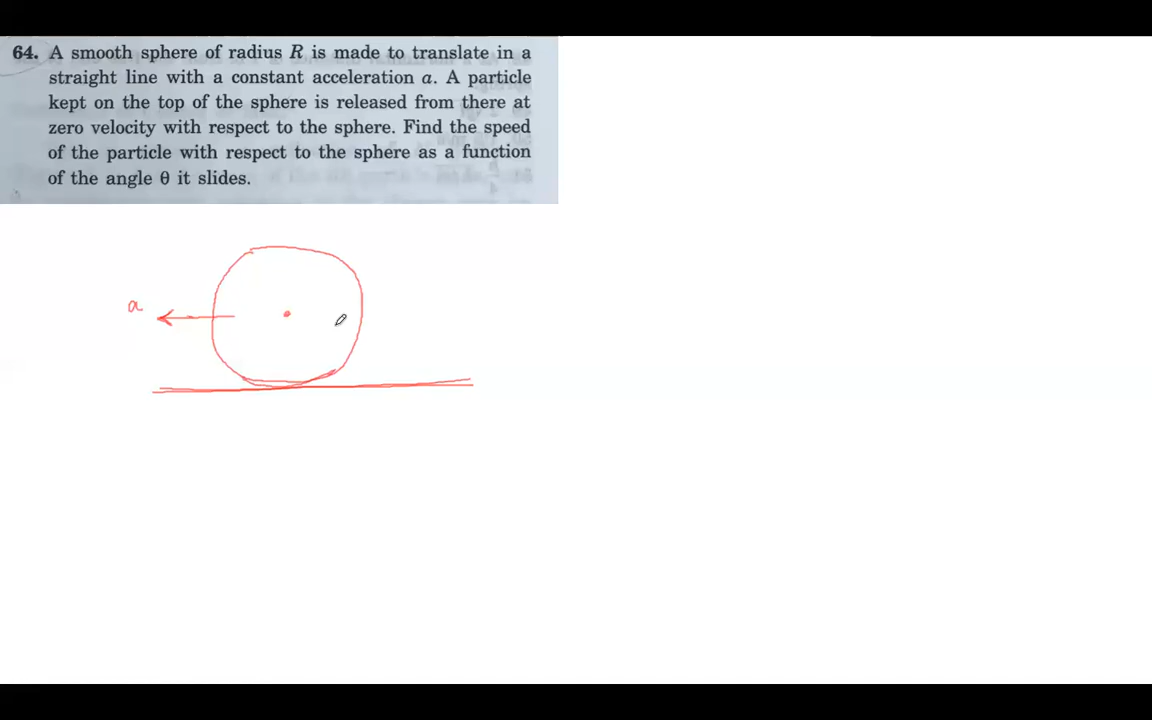 64. A smooth sphere of radius R is made to translate in a
straight line with a constant acceleration a. A particle
kept on the top of the sphere is released from there at
zero velocity with respect to the sphere. Find the speed
of the particle with respect to the sphere as a function
of the angle θ it slides.
a